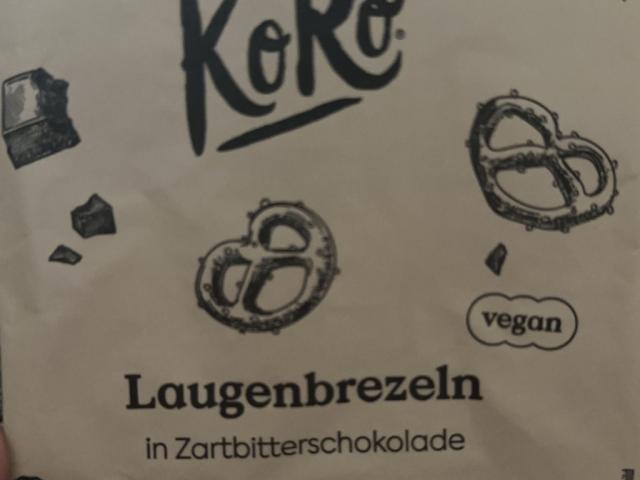 KoRo
vegan
Laugenbrezeln
in Zartbitterschokolade